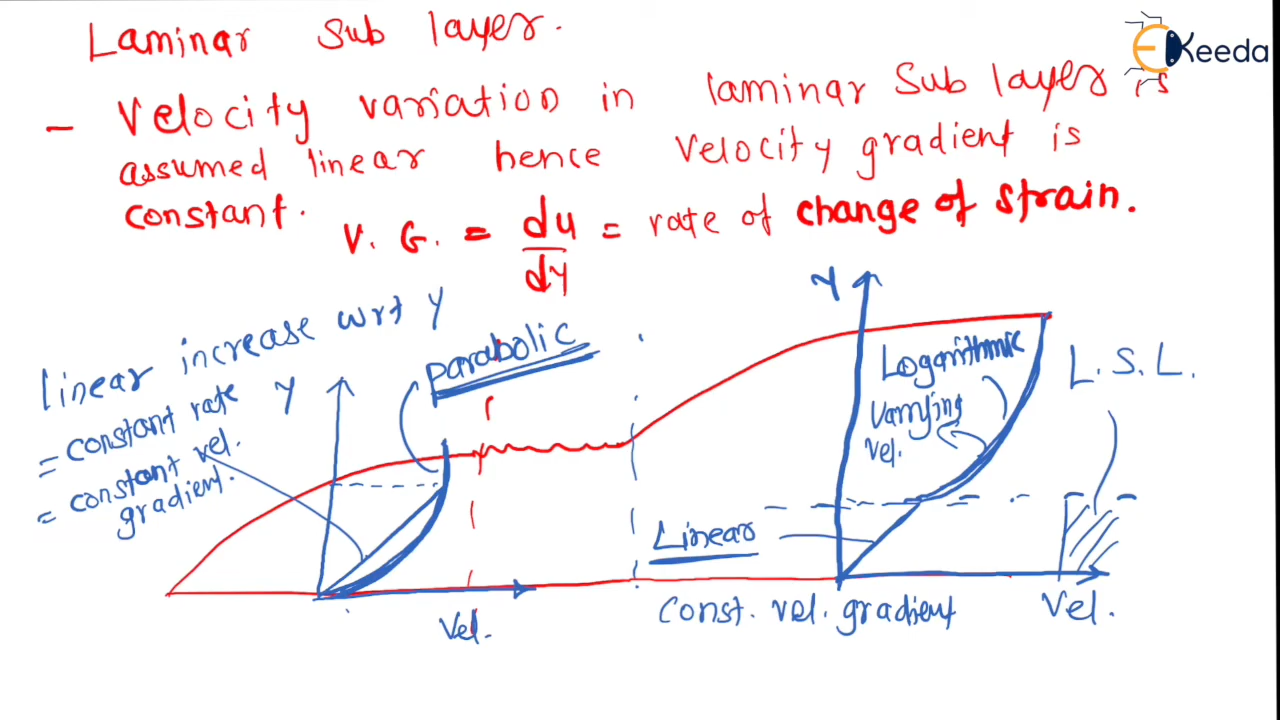 Laminar Sub layer.
EKeeda
- Velocity variation in laminar Sub layer is
assumed linear hence velocity gradient is
constant.
V. G. = du/dy = rate of change of strain.
linear increase wrt Y
= constant rate
= constant vel.
gradient.
Y
parabolic
Vel.
Y
Logarithmic
Varrying
vel.
L.S.L.
Linear
Const. vel. gradient
Vel.